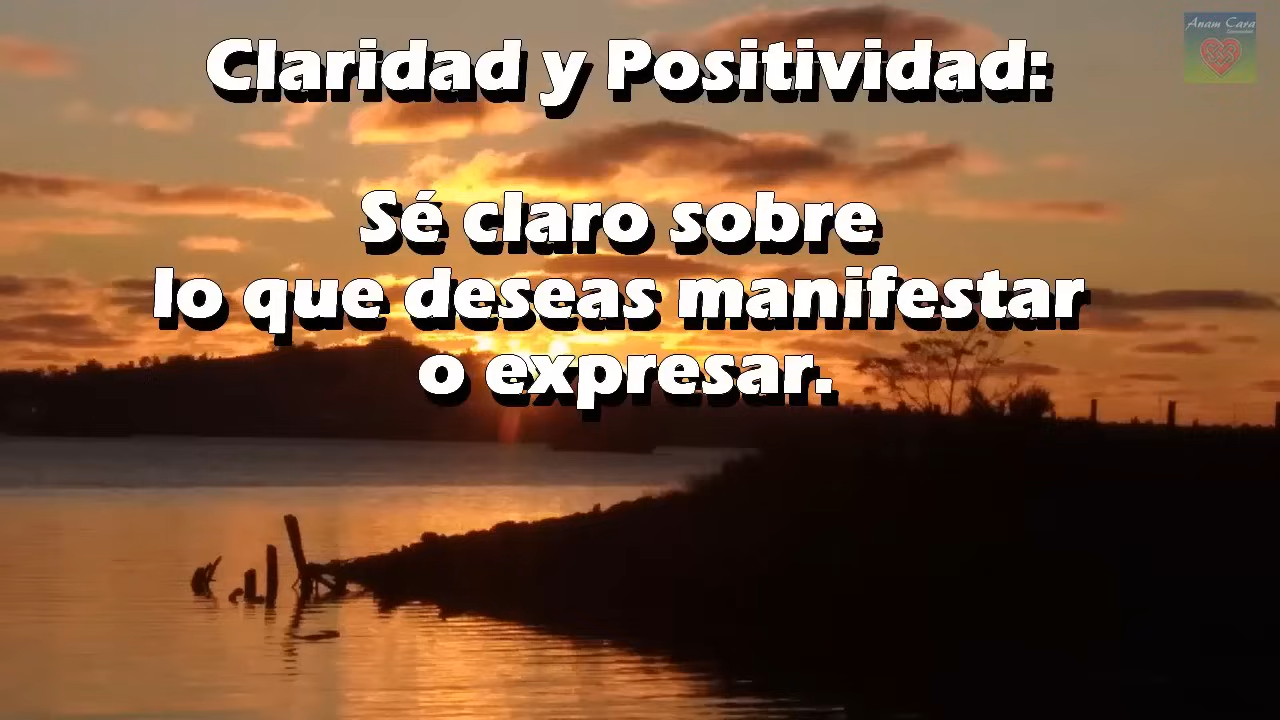 Anam Cara
Claridad y Positividad:
Sé claro sobre
lo que deseas manifestar
o expresar.